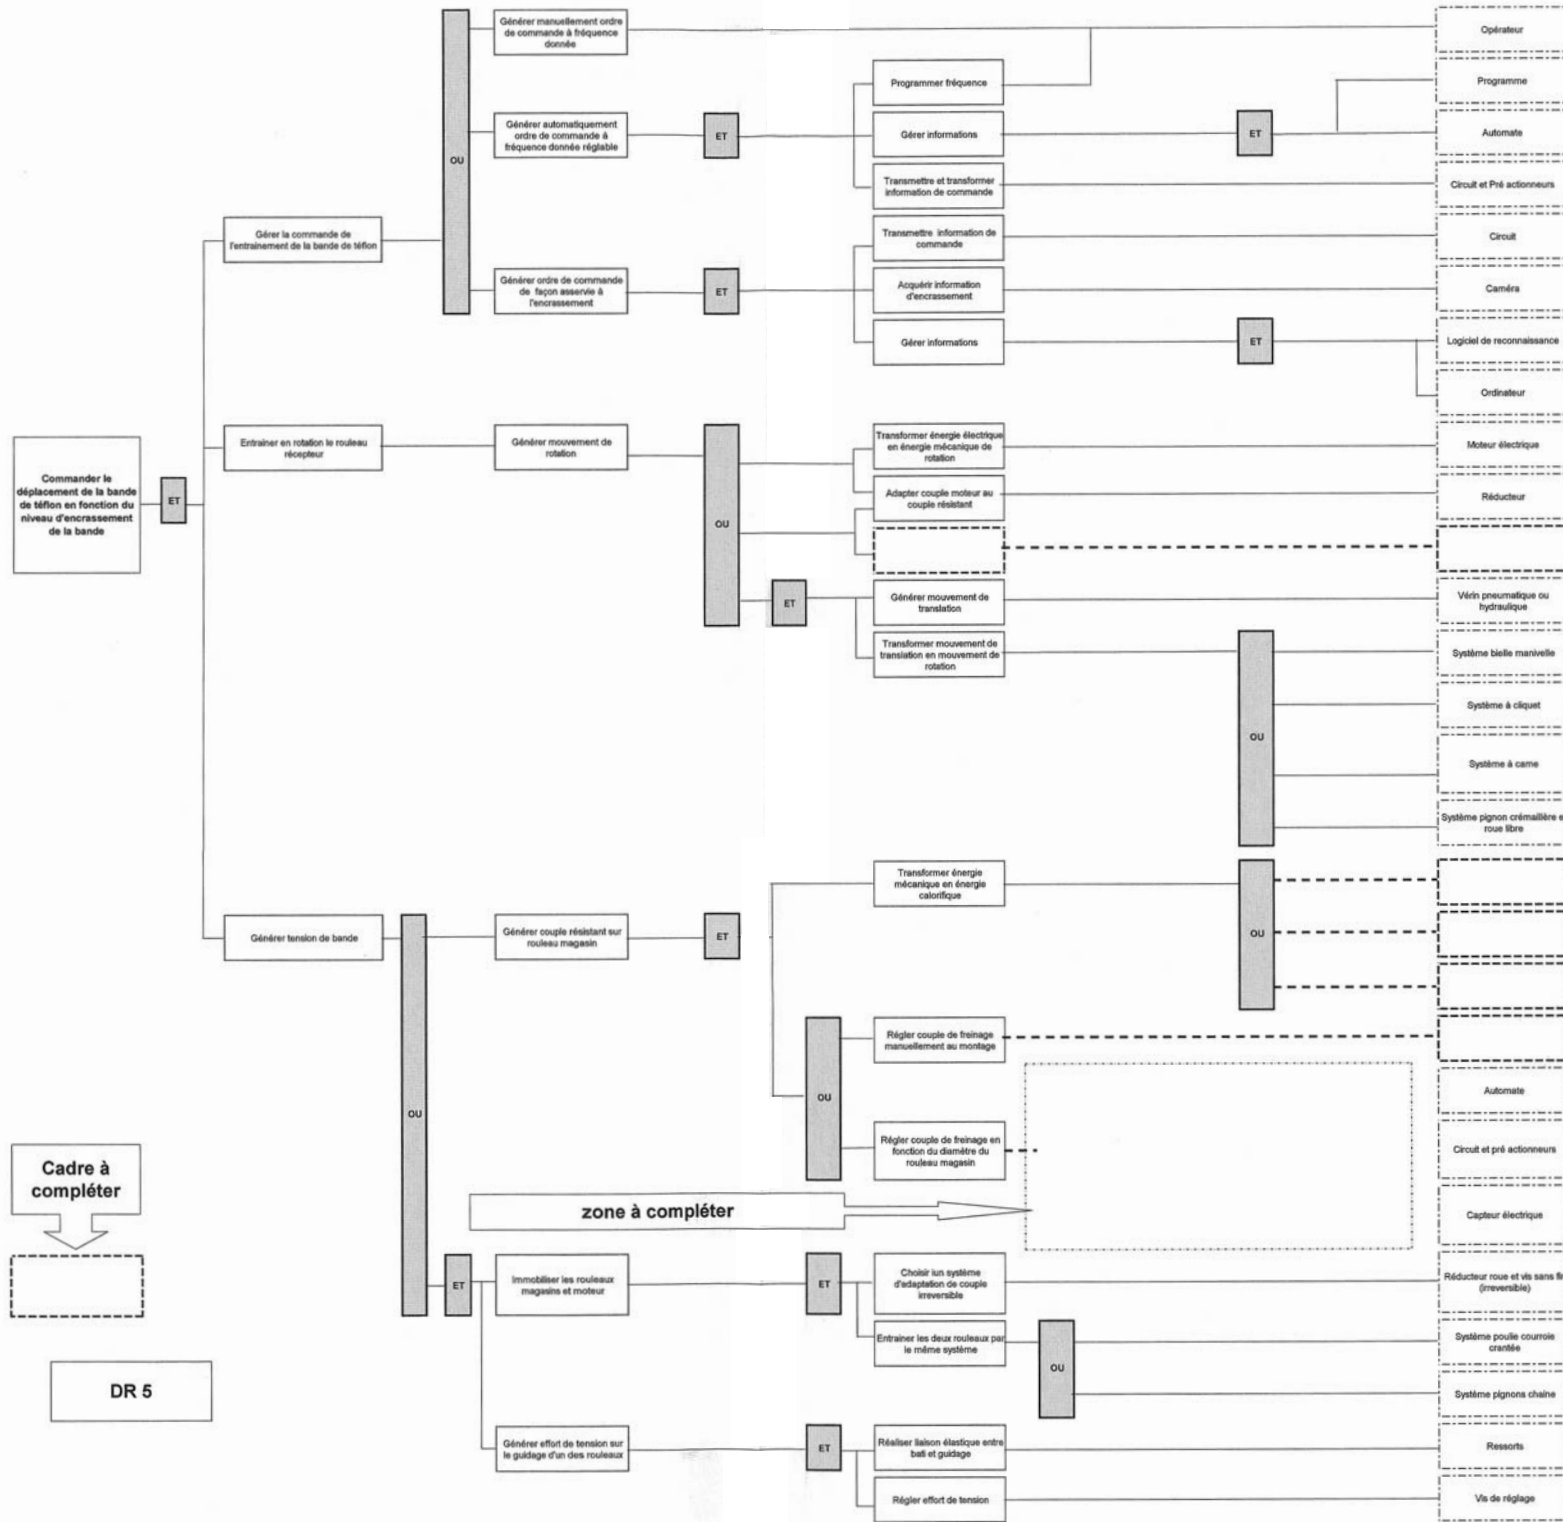 Générer manuellement ordre
de commande à fréquence
donnée
Opérateur
Programmer fréquence
Programme
Générer automatiquement
ordre de commande à
fréquence donnée réglable
ET
Gérer informations
ET
Automate
OU
Transmettre et transformer
information de commande
Circuit et Pré actionneurs
Gérer la commande de
l'entrainement de la bande de téflon
Transmettre information de
commande
Circuit
Générer ordre de commande
de façon asservie à
l'encrassement
ET
Acquérir information
d'encrassement
Caméra
Gérer informations
ET
Logiciel de reconnaissance
Ordinateur
Commander le
déplacement de la bande
de téflon en fonction du
niveau d'encrassement
de la bande
ET
Entrainer en rotation le rouleau
récepteur
Générer mouvement de
rotation
OU
Transformer énergie électrique
en énergie mécanique de
rotation
Moteur électrique
Adapter couple moteur au
couple résistant
Réducteur
ET
Générer mouvement de
translation
Vérin pneumatique ou
hydraulique
Transformer mouvement de
translation en mouvement de
rotation
OU
Système bielle manivelle
Système à cliquet
Système à came
Système pignon crémaillère e
roue libre
Générer tension de bande
OU
Générer couple résistant sur
rouleau magasin
ET
Transformer énergie
mécanique en énergie
calorifique
OU
OU
Régler couple de freinage
manuellement au montage
Automate
Régler couple de freinage en
fonction du diamètre du
rouleau magasin
Circuit et pré actionneurs
Cadre à
compléter
zone à compléter
Capteur électrique
ET
Immobiliser les rouleaux
magasins et moteur
ET
Choisir iun système
d'adaptation de couple
irreversible
Réducteur roue et vis sans fin
(irreversible)
Entrainer les deux rouleaux par
le même système
OU
Système poulie courroie
crantée
Système pignons chaine
DR 5
Générer effort de tension sur
le guidage d'un des rouleaux
ET
Réaliser liaison élastique entre
bati et guidage
Ressorts
Régler effort de tension
Vis de réglage